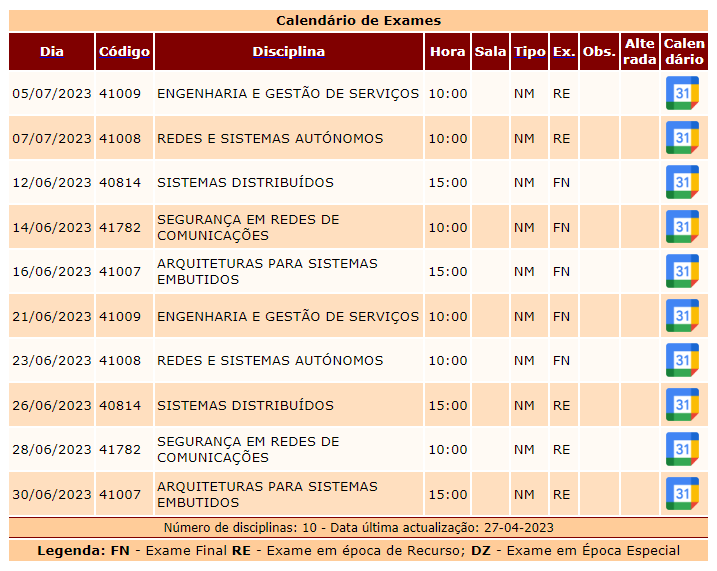 Calendário de Exames
Dia Código Disciplina Hora Sala Tipo Ex. Obs. Alte rada Calen dário
05/07/2023 41009 ENGENHARIA E GESTÃO DE SERVIÇOS 10:00 NM RE 31
07/07/2023 41008 REDES E SISTEMAS AUTÓNOMOS 10:00 NM RE 31
12/06/2023 40814 SISTEMAS DISTRIBUÍDOS 15:00 NM FN 31
14/06/2023 41782 SEGURANÇA EM REDES DE COMUNICAÇÕES 10:00 NM FN 31
16/06/2023 41007 ARQUITETURAS PARA SISTEMAS EMBUTIDOS 15:00 NM FN 31
21/06/2023 41009 ENGENHARIA E GESTÃO DE SERVIÇOS 10:00 NM FN 31
23/06/2023 41008 REDES E SISTEMAS AUTÓNOMOS 10:00 NM FN 31
26/06/2023 40814 SISTEMAS DISTRIBUÍDOS 15:00 NM RE 31
28/06/2023 41782 SEGURANÇA EM REDES DE COMUNICAÇÕES 10:00 NM RE 31
30/06/2023 41007 ARQUITETURAS PARA SISTEMAS EMBUTIDOS 15:00 NM RE 31
Número de disciplinas: 10 - Data última actualização: 27-04-2023
Legenda: FN - Exame Final RE - Exame em época de Recurso; DZ - Exame em Época Especial